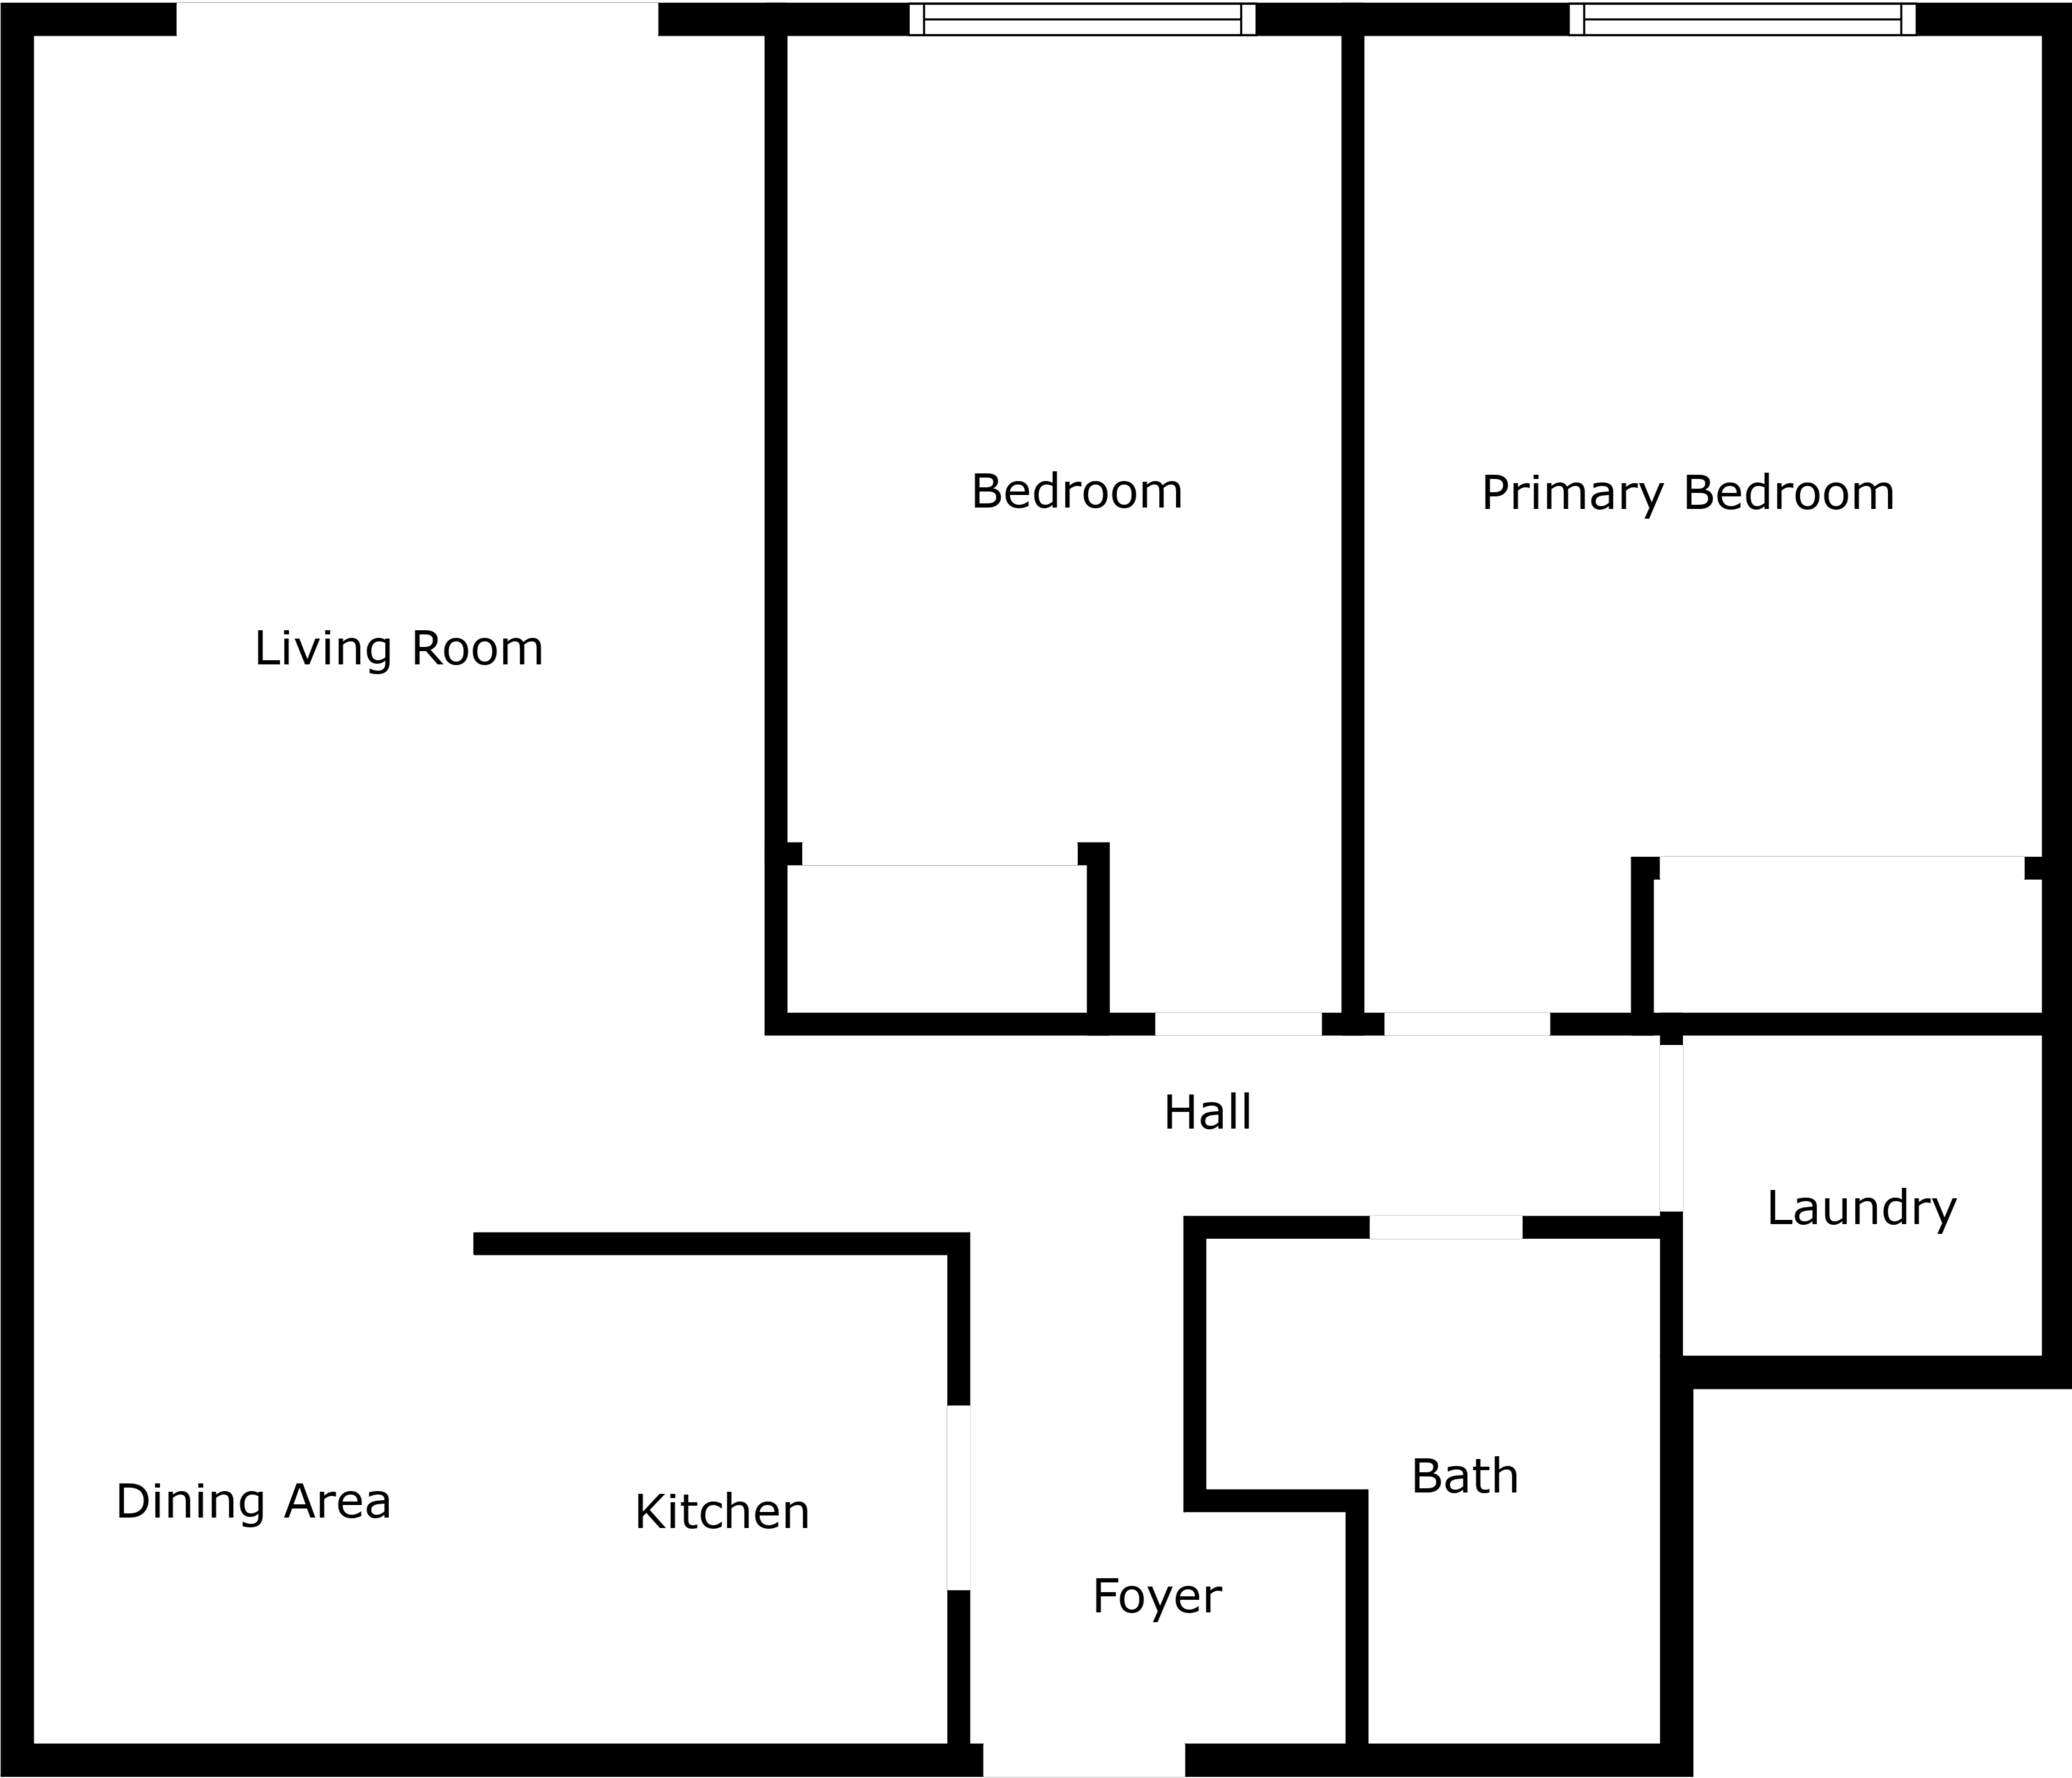 Bedroom
Primary Bedroom
Living Room
Hall
Laundry
Bath
Dining Area
Kitchen
Foyer